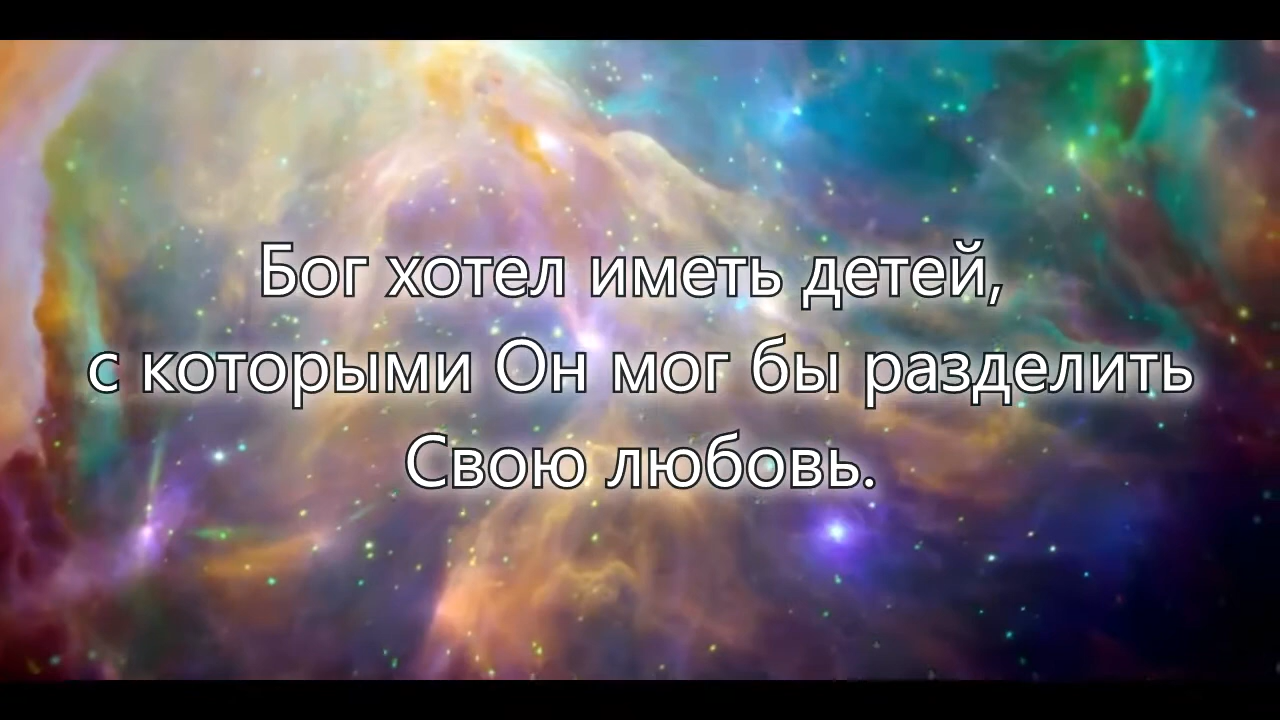 Бог хотел иметь детей,
с которыми Он мог бы разделить
Свою любовь.